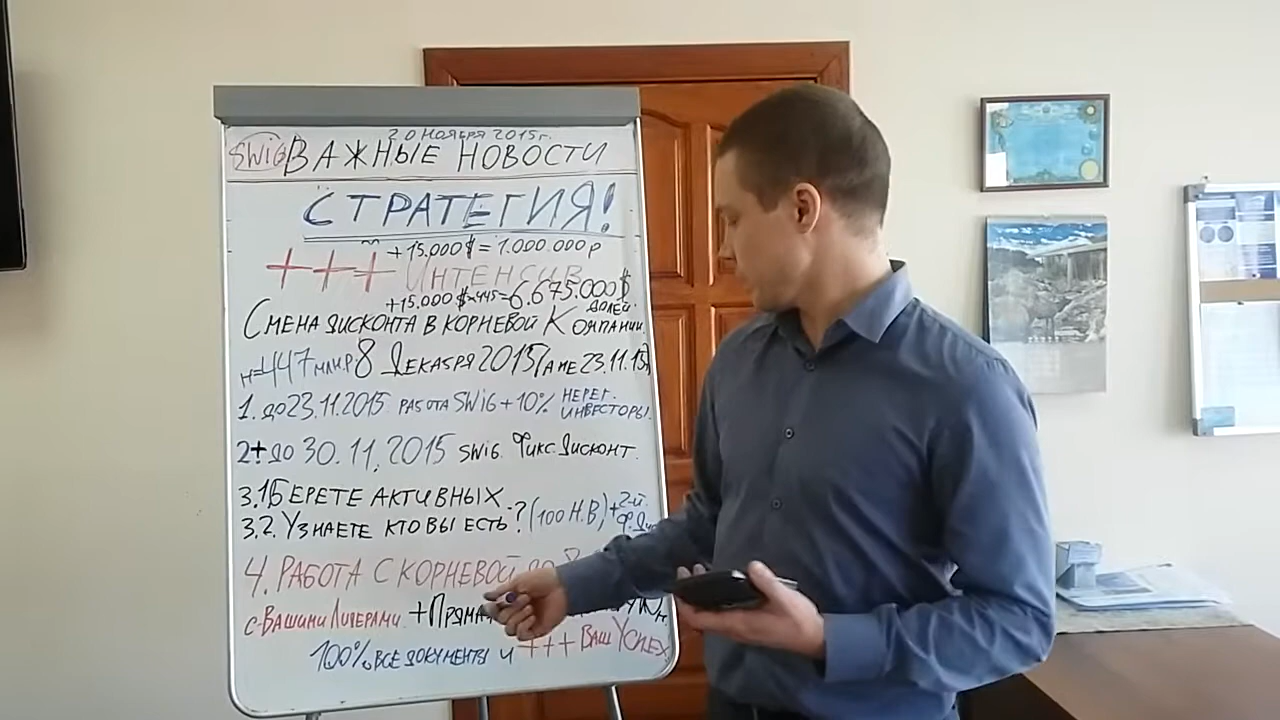 20 ноября 2015г.
SWIG ВАЖНЫЕ НОВОСТИ
СТРАТЕГИЯ!
+15.000$ = 1.000 000 р
+++ ИНТЕНСИВ
+15.000$×445=6.675.000$
долей
СМЕНА ДИСКОНТА В КОРНЕВОЙ КОМПАНИИ.
н=447 млн.р 8 ДЕКАБРЯ 2015 (А НЕ 23.11.15)
1. до 23.11.2015 РАБОТА SWIG + 10% НЕРЕГ. ИНВЕСТОРЫ.
2+ до 30.11,2015 SWIG. Фикс. Дисконт.
3.1 БЕРЕТЕ АКТИВНЫХ
3.2. УЗНАЕТЕ КТО ВЫ ЕСТЬ-? (100 Н.В) + 2-й.
4. РАБОТА С КОРНЕВОЙ
с-Вашими Лидерами +
100% ВСЕ ДОКУМЕНТЫ И +++ ВАШ УСПЕХ